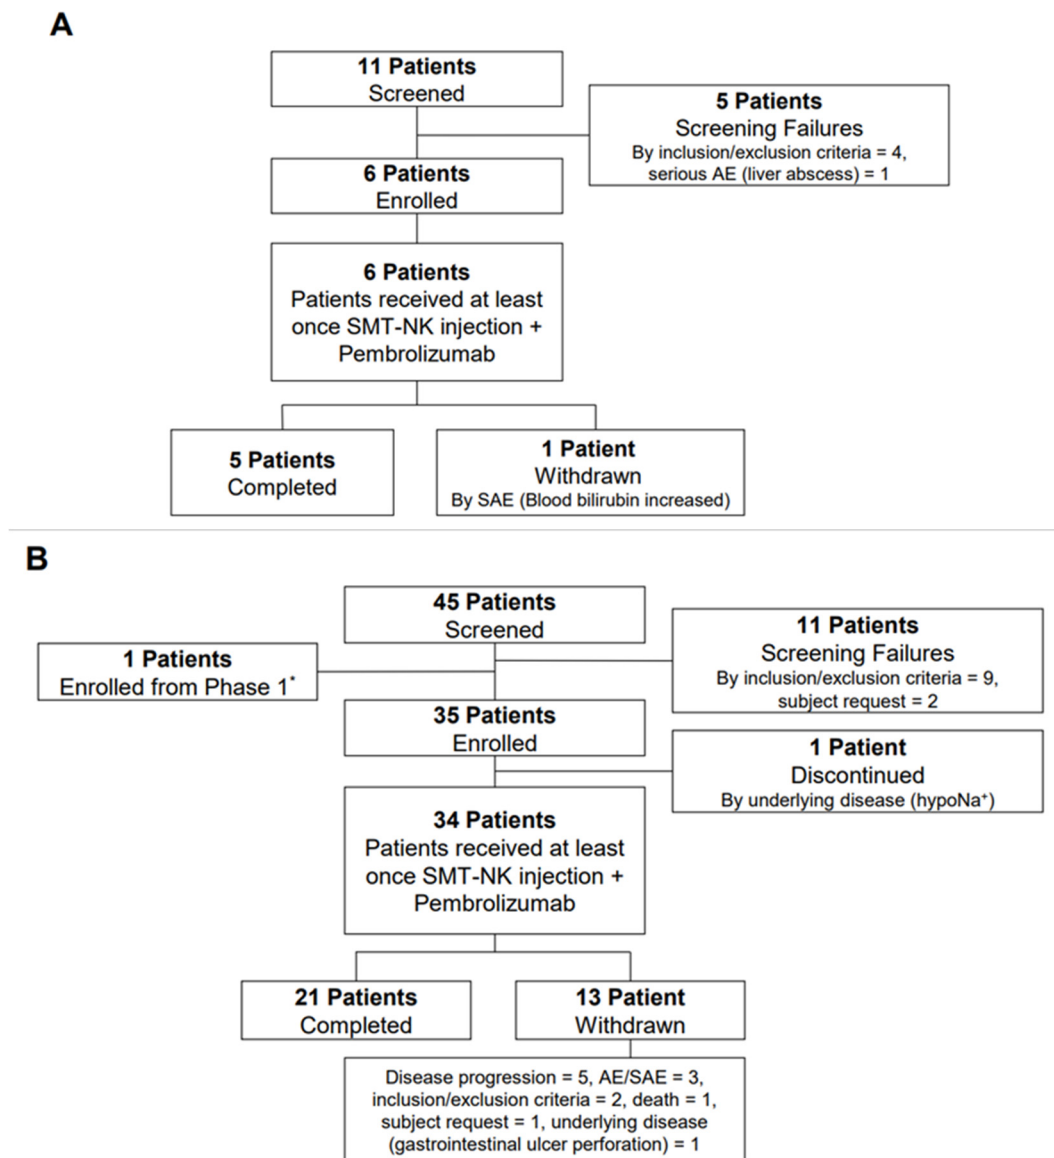 A
11 Patients
Screened
5 Patients
Screening Failures
By inclusion/exclusion criteria = 4,
serious AE (liver abscess) = 1
6 Patients
Enrolled
6 Patients
Patients received at least
once SMT-NK injection +
Pembrolizumab
5 Patients
Completed
1 Patient
Withdrawn
By SAE (Blood bilirubin increased)
B
45 Patients
Screened
11 Patients
Screening Failures
By inclusion/exclusion criteria = 9,
subject request = 2
1 Patients
Enrolled from Phase 1*
35 Patients
Enrolled
1 Patient
Discontinued
By underlying disease (hypoNa⁺)
34 Patients
Patients received at least
once SMT-NK injection +
Pembrolizumab
21 Patients
Completed
13 Patient
Withdrawn
Disease progression = 5, AE/SAE = 3,
inclusion/exclusion criteria = 2, death = 1,
subject request = 1, underlying disease
(gastrointestinal ulcer perforation) = 1